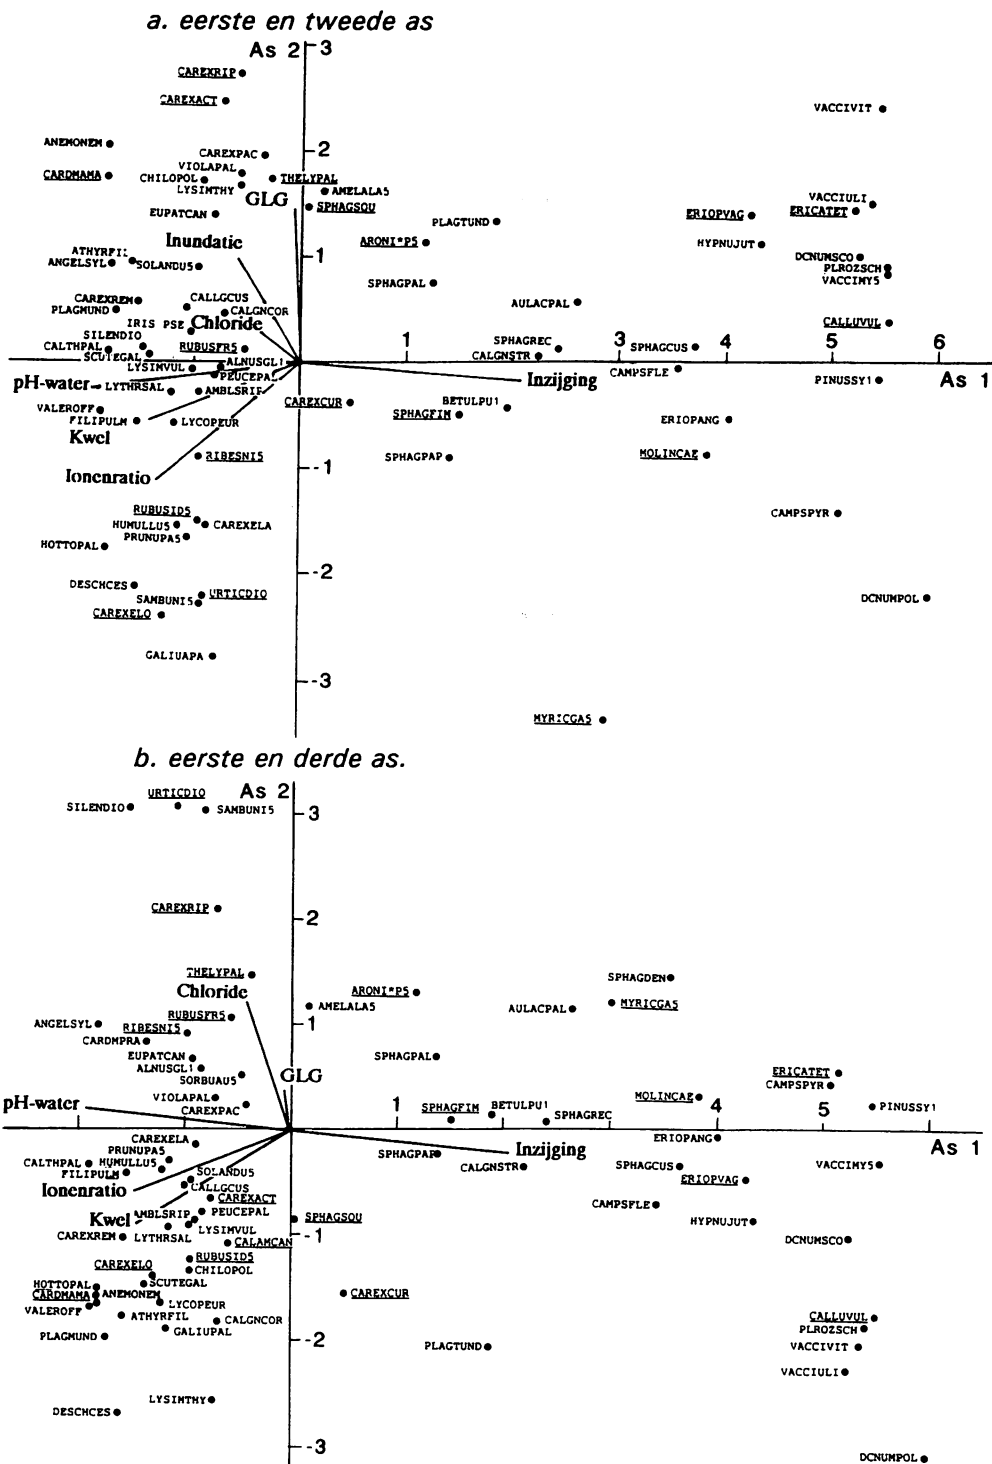 a. eerste en tweede as
As 2 3
CAREXRIP
CAREXACT
VACCIVIT
ANEMONEM
CAREXPAC 2
VIOLAPAL
CARDMAMA CHILOPOL THELYPAL
LYSIMTHY AMELALA5
GLG SPHAGSOU VACCIULI
EUPATCAN ERIOPVAG ERICATET
PLAGTUND
Inundatic ARONI*P5 HYPNUJUT
ATHYRFIL 1 DCNUMSCO
ANGELSYL SOLANDU5 PLROZSCH
SPHAGPAL VACCIMY5
CAREXREM CALLGCUS AULACPAL
PLAGMUND CALGNCOR
IRIS PSE Chloride CALLUVUL
SILENDIO
CALTHPAL RUBUSFR5 1 SPHAGREC 3 SPHAGCUS 4 5 6
SCUTEGAL ALNUSGL1 CALGNSTR
LYSIMVUL PEUCEPAL CAMPSFLE
pH-water LYTHRSAL AMBLSRIP Inzijging PINUSSY1 As 1
CAREXCUR BETULPU1
VALEROFF SPHAGFIM
FILIPULM LYCOPEUR ERIOPANG
Kwel
RIBESNI5 SPHAGPAP MOLINCAE
Ionenratio -1
RUBUSID5
HUMULLU5 CAREXELA CAMPSPYR
PRUNUPA5
HOTTOPAL
-2
DESCHCES
SAMBUNI5 URTICDIO DCNUMPOL
CAREXELO
GALIUAPA
-3
MYRICGA5
b. eerste en derde as.
URTICDIO As 2
SILENDIO SAMBUNI5 3
CAREXRIP 2
THELYPAL SPHAGDEN
Chloride ARONI*P5
AMELALA5 AULACPAL MYRICGA5
ANGELSYL RUBUSFR5 1
RIBESNI5
CARDMPRA
EUPATCAN SPHAGPAL
ALNUSGL1
SORBUAU5 GLG ERICATET
CAMPSPYR
VIOLAPAL MOLINCAE
pH-water CAREXPAC 1 SPHAGFIM BETULPU1 SPHAGREC 4 5 PINUSSY1
CAREXELA ERIOPANG
PRUNUPA5 SPHAGPAP Inzijging As 1
CALTHPAL HUMULLU5 CALGNSTR SPHAGCUS VACCIMY5
FILIPULM SOLANDU5
Ionenratio CALLGCUS ERIOPVAG
CAREXACT
AMBLSRIP PEUCEPAL SPHAGSOU CAMPSFLE
Kwel LYSIMVUL HYPNUJUT
CAREXREM LYTHRSAL CALAMCAN -1 DCNUMSCO
RUBUSID5
CAREXELO CHILOPOL
HOTTOPAL SCUTEGAL
CARDMAMA ANEMONEM CAREXCUR
VALEROFF LYCOPEUR
ATHYRFIL CALGNCOR CALLUVUL
PLAGMUND GALIUPAL -2 PLAGTUND PLROZSCH
VACCIVIT
LYSIMTHY VACCIULI
DESCHCES
-3 DCNUMPOL